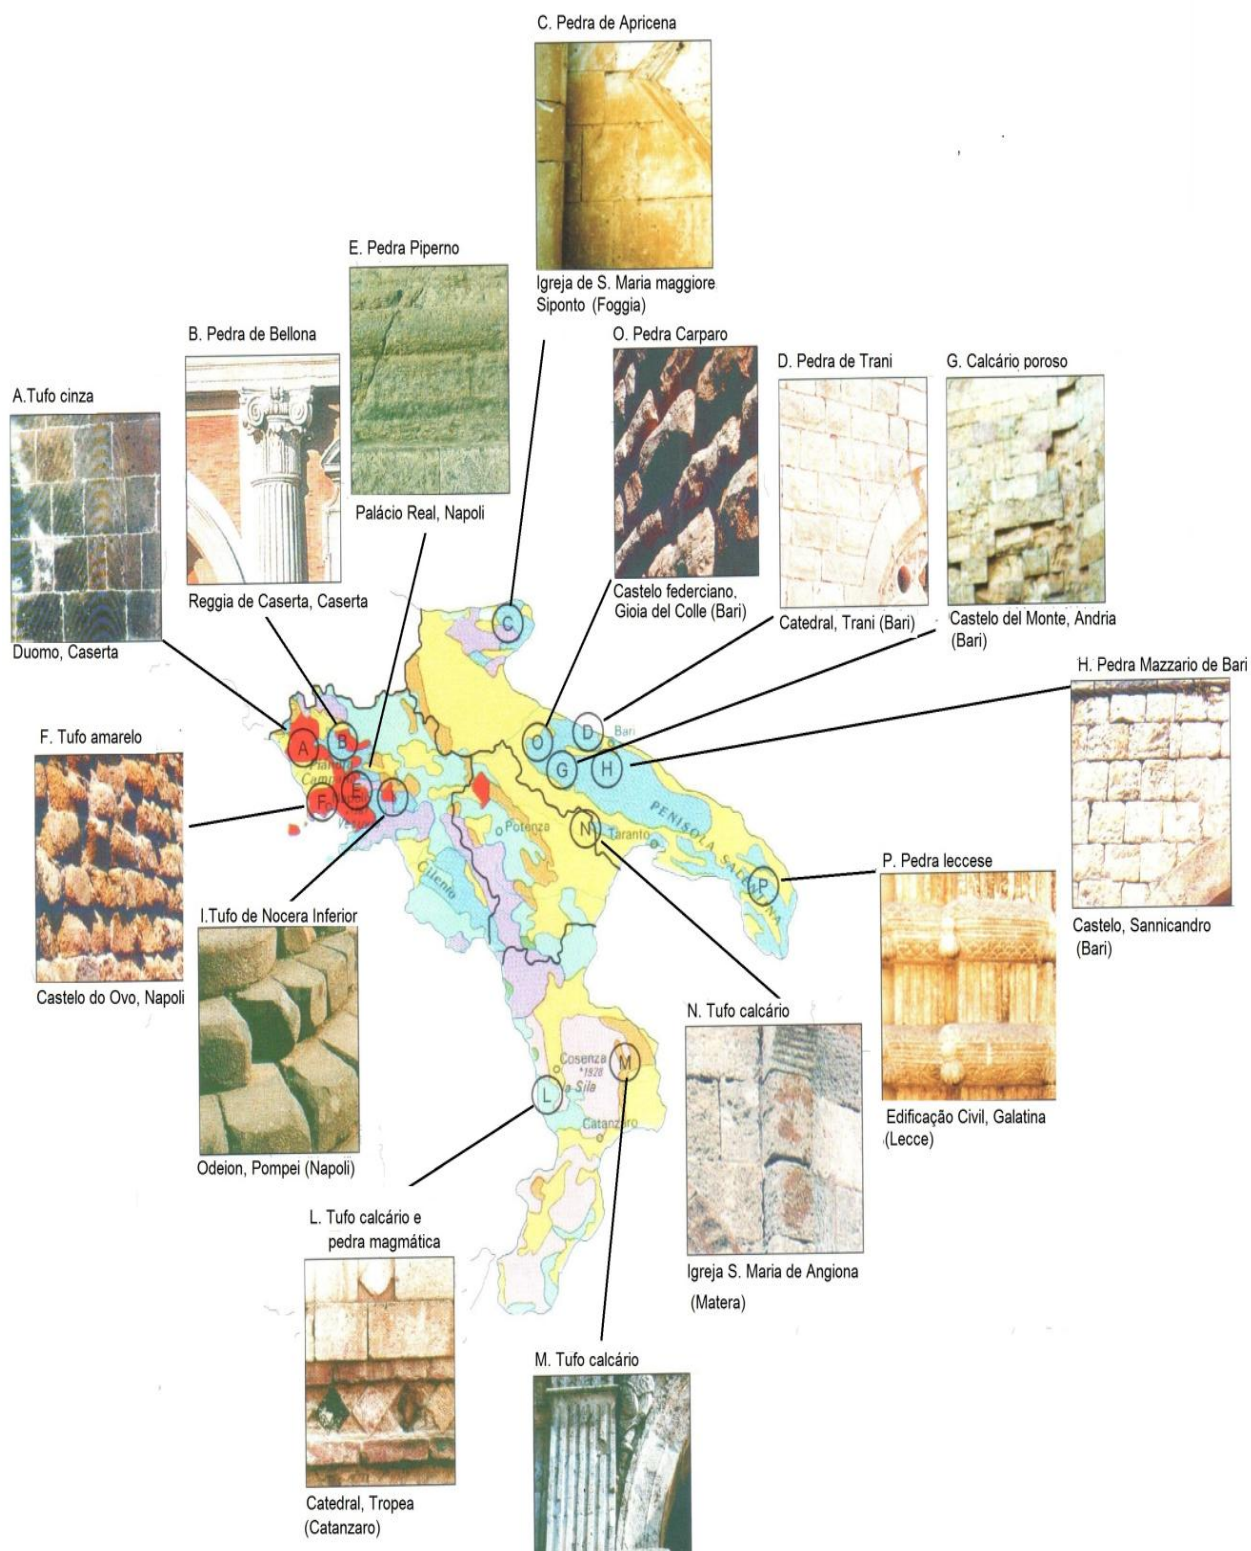 C. Pedra de Apricena
Igreja de S. Maria maggiore
Siponto (Foggia)
E. Pedra Piperno
Palácio Real, Napoli
B. Pedra de Bellona
Reggia de Caserta, Caserta
A.Tufo cinza
Duomo, Caserta
O. Pedra Carparo
Castelo federciano,
Gioia del Colle (Bari)
D. Pedra de Trani
Catedral, Trani (Bari)
G. Calcário poroso
Castelo del Monte, Andria
(Bari)
H. Pedra Mazzario de Bari
Castelo, Sannicandro
(Bari)
F. Tufo amarelo
Castelo do Ovo, Napoli
I.Tufo de Nocera Inferior
Odeion, Pompei (Napoli)
P. Pedra leccese
Edificação Civil, Galatina
(Lecce)
N. Tufo calcário
Igreja S. Maria de Angiona
(Matera)
L. Tufo calcário e
pedra magmática
Catedral, Tropea
(Catanzaro)
M. Tufo calcário
C
A
B
F
E
I
O
D
Bari
G
H
PENISOLA
N
Taranto
P
Potenza
Cilento
Cosenza
1928
la Sila
M
L
Catanzaro